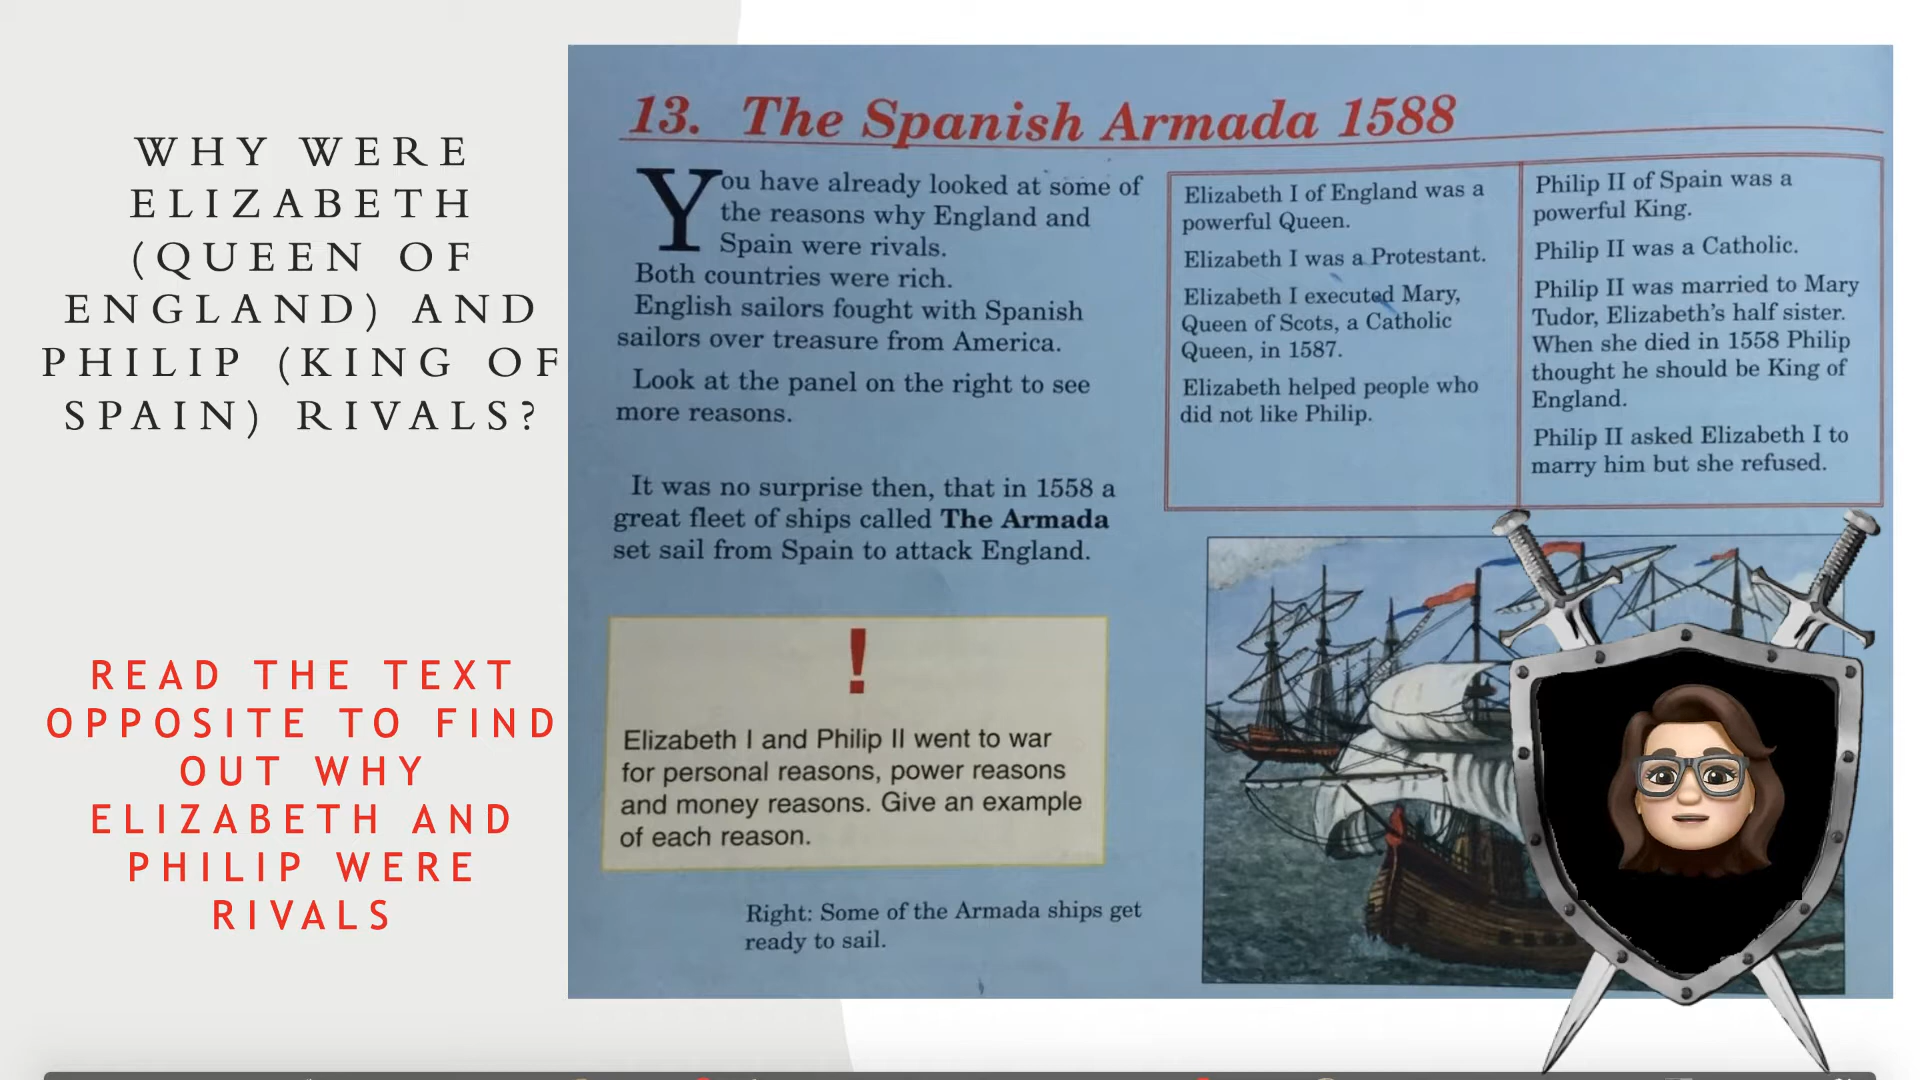 WHY WERE
ELIZABETH
(QUEEN OF
ENGLAND) AND
PHILIP (KING OF
SPAIN) RIVALS?
READ THE TEXT
OPPOSITE TO FIND
OUT WHY
ELIZABETH AND
PHILIP WERE
RIVALS
13. The Spanish Armada 1588
You have already looked at some of
the reasons why England and
Spain were rivals.
Both countries were rich.
English sailors fought with Spanish
sailors over treasure from America.
Look at the panel on the right to see
more reasons.
It was no surprise then, that in 1558 a
great fleet of ships called The Armada
set sail from Spain to attack England.
!
Elizabeth I and Philip II went to war
for personal reasons, power reasons
and money reasons. Give an example
of each reason.
Right: Some of the Armada ships get
ready to sail.
Elizabeth I of England was a
powerful Queen.
Elizabeth I was a Protestant.
Elizabeth I executed Mary,
Queen of Scots, a Catholic
Queen, in 1587.
Elizabeth helped people who
did not like Philip.
Philip II of Spain was a
powerful King.
Philip II was a Catholic.
Philip II was married to Mary
Tudor, Elizabeth's half sister.
When she died in 1558 Philip
thought he should be King of
England.
Philip II asked Elizabeth I to
marry him but she refused.